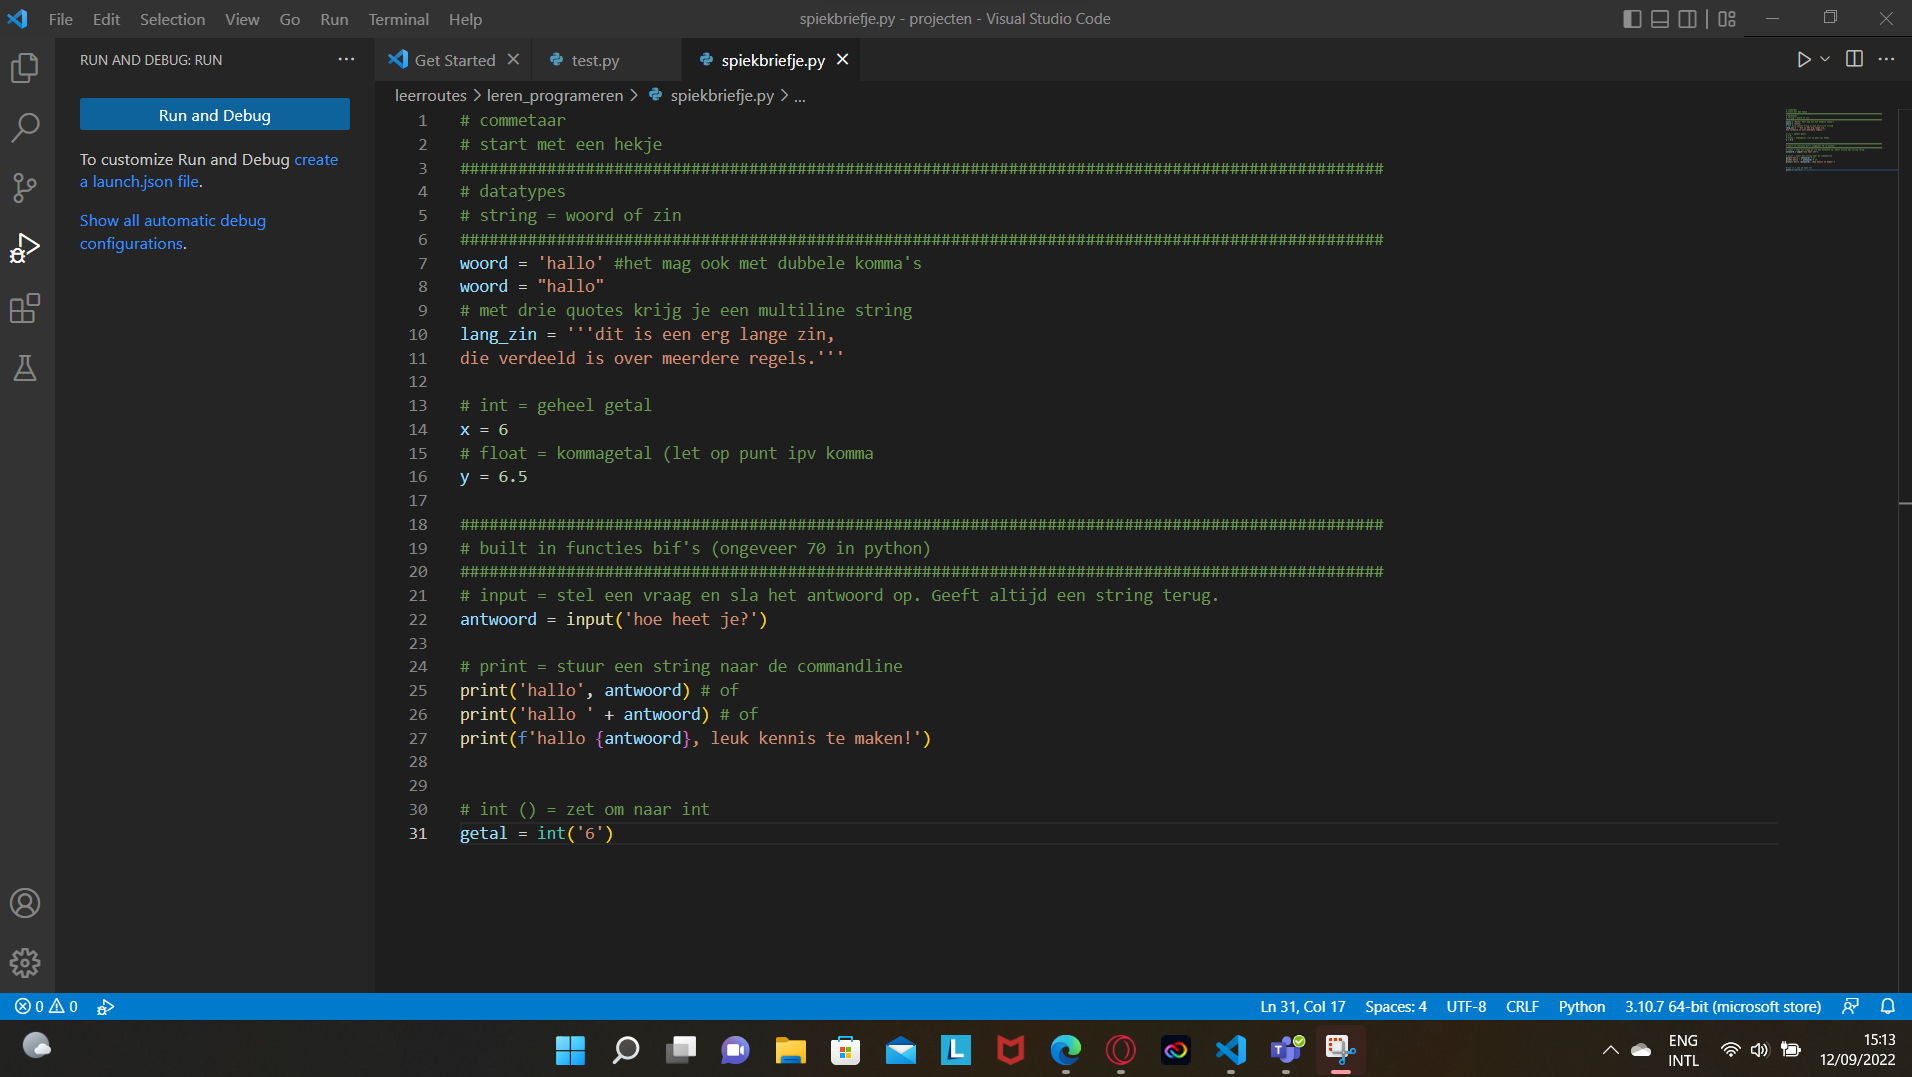 File Edit Selection View Go Run Terminal Help
spiekbriefje.py - projecten - Visual Studio Code
RUN AND DEBUG: RUN
Run and Debug
To customize Run and Debug create
a launch.json file.
Show all automatic debug
configurations.
Get Started test.py spiekbriefje.py
leerroutes > leren_programeren > spiekbriefje.py > ...
1 # commetaar
2 # start met een hekje
3 ################################################################################################
4 # datatypes
5 # string = woord of zin
6 ################################################################################################
7 woord = 'hallo' #het mag ook met dubbele komma's
8 woord = "hallo"
9 # met drie quotes krijg je een multiline string
10 lang_zin = '''dit is een erg lange zin,
11 die verdeeld is over meerdere regels.'''
12
13 # int = geheel getal
14 x = 6
15 # float = kommagetal (let op punt ipv komma
16 y = 6.5
17
18 ################################################################################################
19 # built in functies bif's (ongeveer 70 in python)
20 ################################################################################################
21 # input = stel een vraag en sla het antwoord op. Geeft altijd een string terug.
22 antwoord = input('hoe heet je?')
23
24 # print = stuur een string naar de commandline
25 print('hallo', antwoord) # of
26 print('hallo ' + antwoord) # of
27 print(f'hallo {antwoord}, leuk kennis te maken!')
28
29
30 # int () = zet om naar int
31 getal = int('6')
0 0
Ln 31, Col 17 Spaces: 4 UTF-8 CRLF Python 3.10.7 64-bit (microsoft store)
ENG
INTL
15:13
12/09/2022